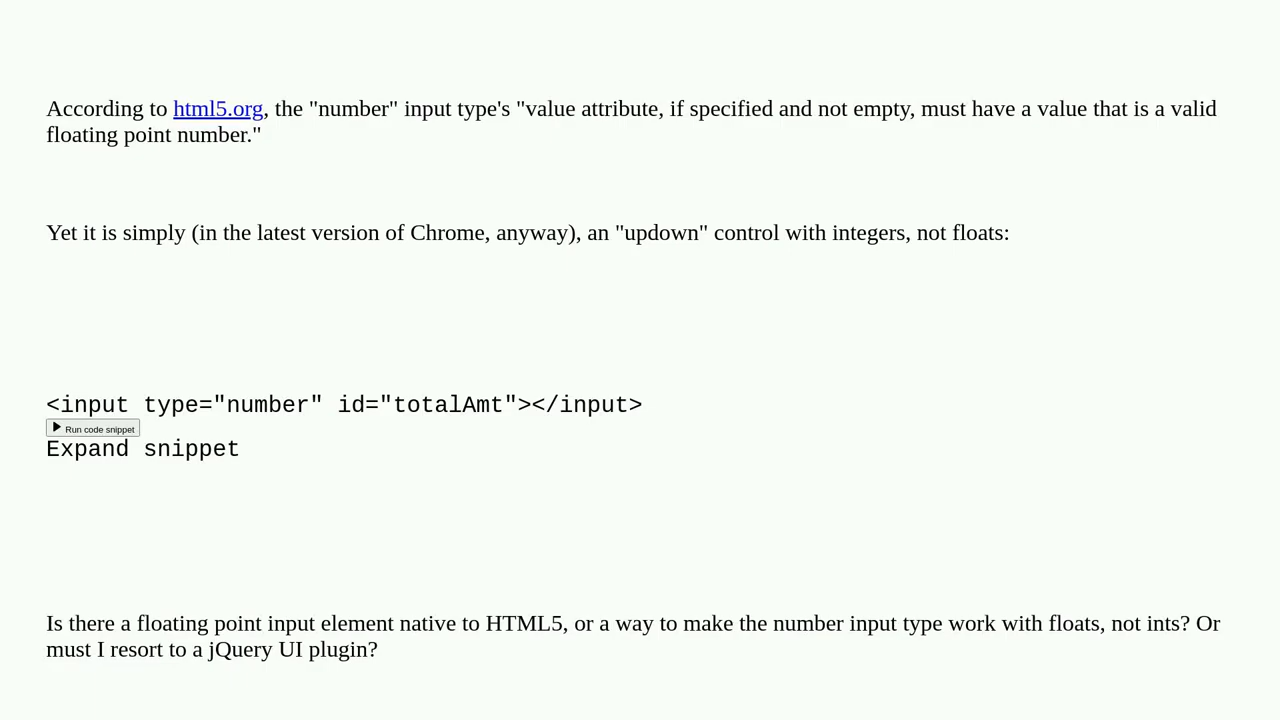 According to html5.org, the "number" input type's "value attribute, if specified and not empty, must have a value that is a valid
floating point number."
Yet it is simply (in the latest version of Chrome, anyway), an "updown" control with integers, not floats:
<input type="number" id="totalAmt"></input>
Run code snippet
Expand snippet
Is there a floating point input element native to HTML5, or a way to make the number input type work with floats, not ints? Or
must I resort to a jQuery UI plugin?